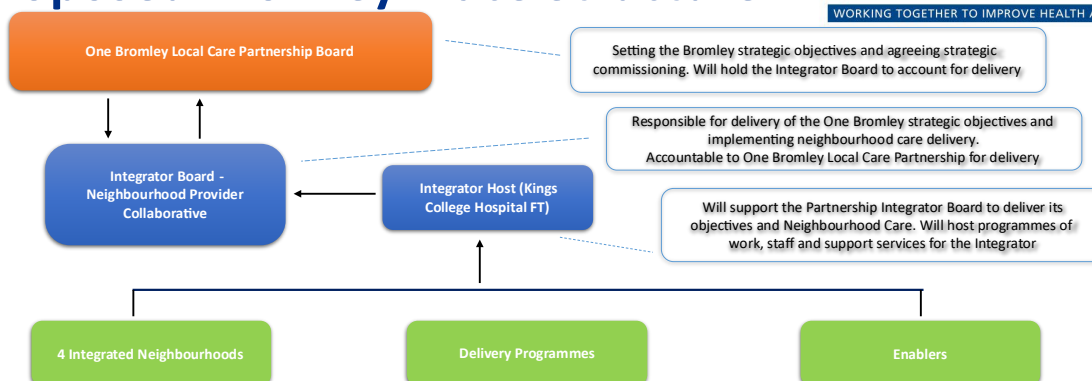 WORKING TOGETHER TO IMPROVE HEALTH
One Bromley Local Care Partnership Board
Setting the Bromley strategic objectives and agreeing strategic
commissioning. Will hold the Integrator Board to account for delivery
Responsible for delivery of the One Bromley strategic objectives and
implementing neighbourhood care delivery.
Accountable to One Bromley Local Care Partnership for delivery
Integrator Board -
Neighbourhood Provider
Collaborative
Integrator Host (Kings
College Hospital FT)
Will support the Partnership Integrator Board to deliver its
objectives and Neighbourhood Care. Will host programmes of
work, staff and support services for the Integrator
4 Integrated Neighbourhoods
Delivery Programmes
Enablers